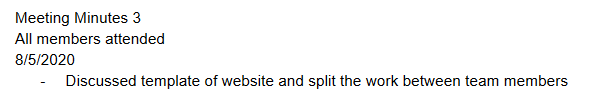 Meeting Minutes 3
All members attended
8/5/2020
- Discussed template of website and split the work between team members